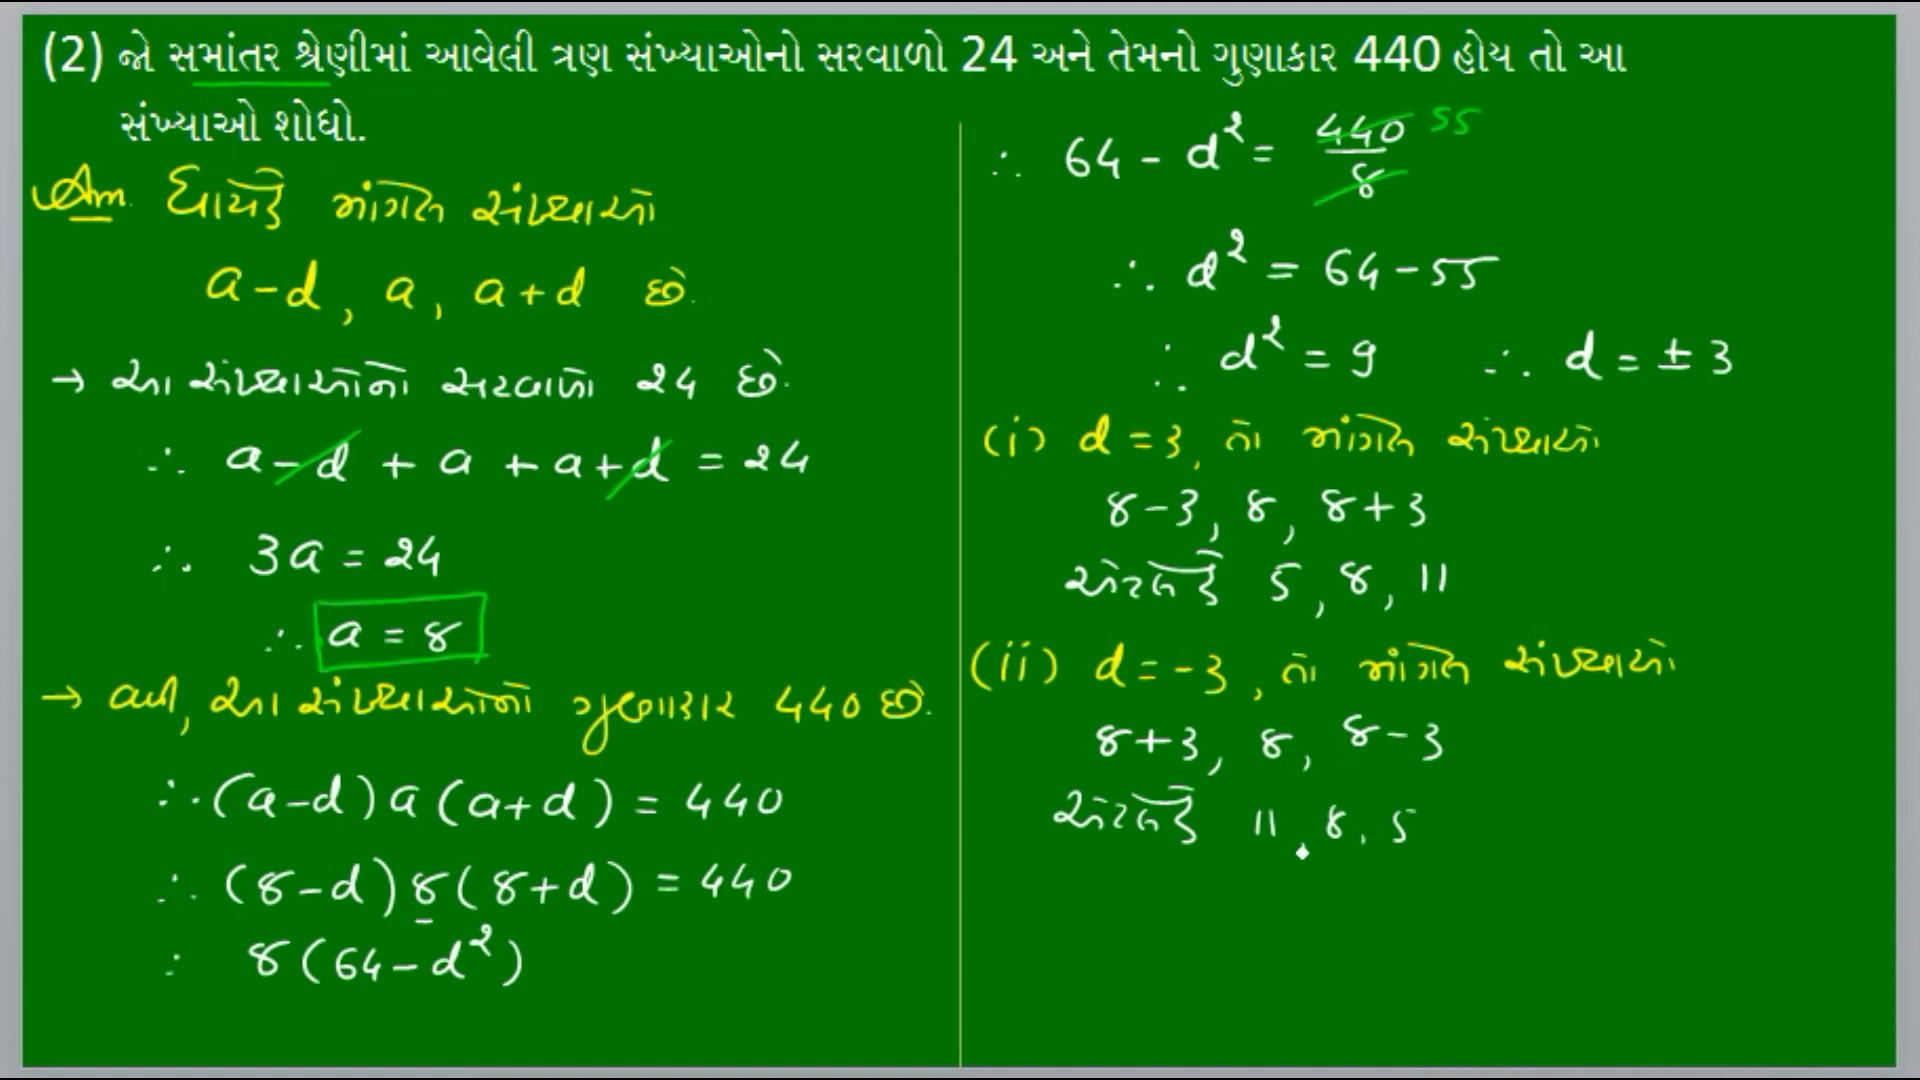 (2) જો સમાંતર શ્રેણીમાં આવેલી ત્રણ સંખ્યાઓનો સરવાળો 24 અને તેમનો ગુણાકાર 440 હોય તો આ
સંખ્યાઓ શોધો.
Ans. ધારોકે માંગેલ સંખ્યાઓ
a-d, a, a+d છે.
→ આ સંખ્યાઓનો સરવાળો 24 છે.
∴ a-d + a + a+d = 24
∴ 3a = 24
∴ a = 8
→ વળી, આ સંખ્યાઓનો ગુણાકાર 440 છે.
∴ (a-d) a (a+d) = 440
∴ (8-d) 8 (8+d) = 440
∴ 8(64-d²)
∴ 64 - d² = 440/8 55
∴ d² = 64-55
∴ d² = 9 ∴ d = ± 3
(i) d = 3, તો માંગેલ સંખ્યાઓ
8-3, 8, 8+3
એટલેકે 5, 8, 11
(ii) d = -3, તો માંગેલ સંખ્યાઓ
8+3, 8, 8-3
એટલેકે 11, 8, 5